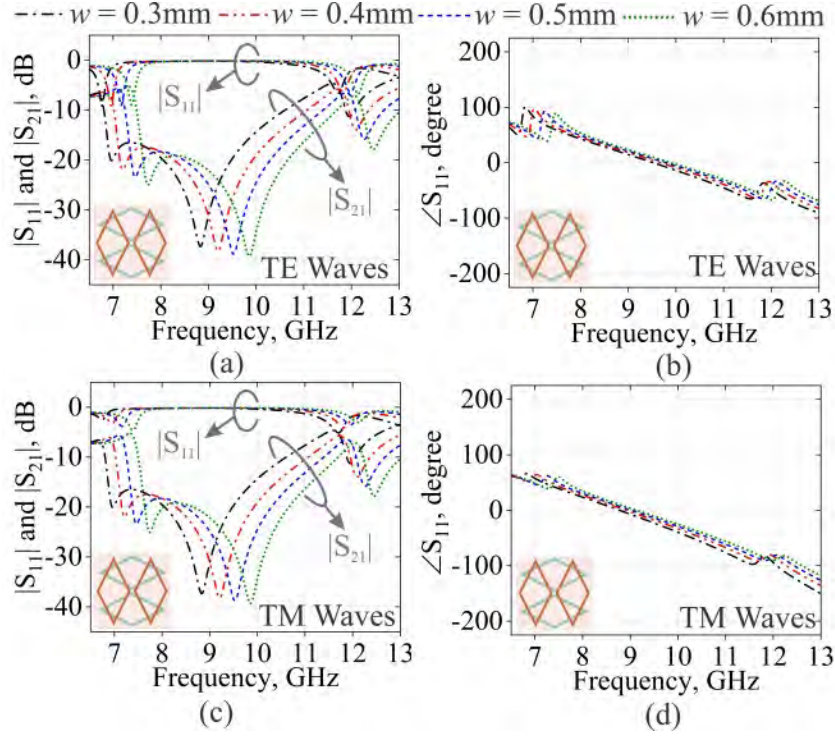 w = 0.3mm w = 0.4mm w = 0.5mm w = 0.6mm
|S11| and |S21|, dB
0
-10
-20
-30
-40
|S11|
|S21|
TE Waves
7 8 9 10 11 12 13
Frequency, GHz
(a)
∠S11, degree
200
100
0
-100
-200
TE Waves
7 8 9 10 11 12 13
Frequency, GHz
(b)
|S11| and |S21|, dB
0
-10
-20
-30
-40
|S11|
|S21|
TM Waves
7 8 9 10 11 12 13
Frequency, GHz
(c)
∠S11, degree
200
100
0
-100
-200
TM Waves
7 8 9 10 11 12 13
Frequency, GHz
(d)